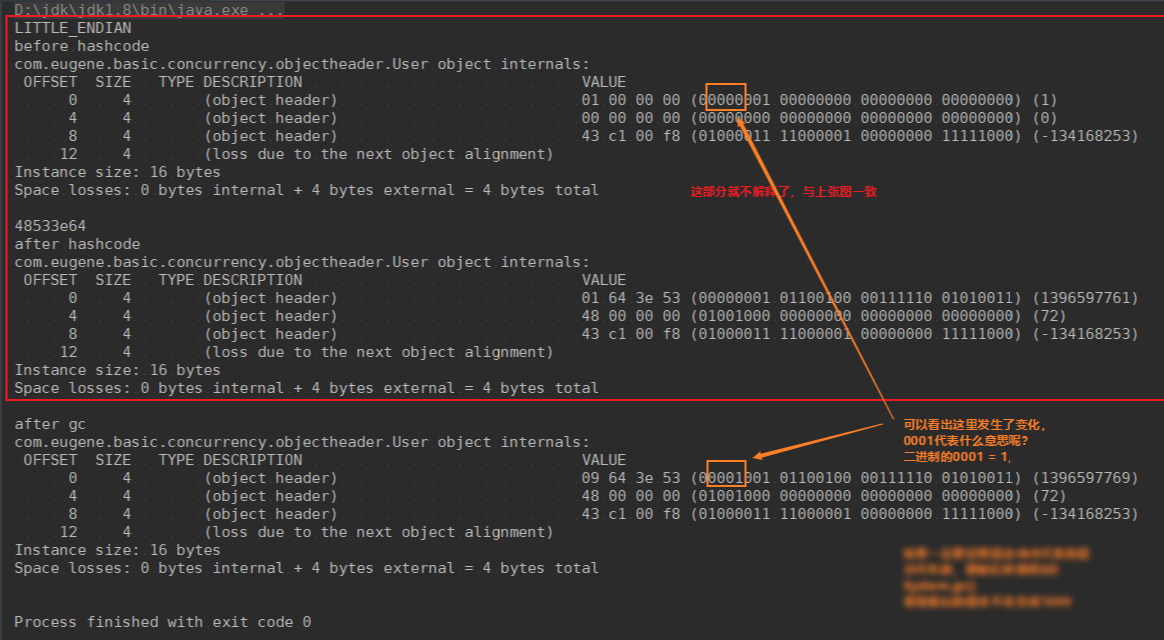 D:\jdk\jdk1.8\bin\java.exe ...
LITTLE_ENDIAN
before hashcode
com.eugene.basic.concurrency.objectheader.User object internals:
OFFSET SIZE TYPE DESCRIPTION VALUE
0 4 (object header) 01 00 00 00 (00000001 00000000 00000000 00000000) (1)
4 4 (object header) 00 00 00 00 (00000000 00000000 00000000 00000000) (0)
8 4 (object header) 43 c1 00 f8 (01000011 11000001 00000000 11111000) (-134168253)
12 4 (loss due to the next object alignment)
Instance size: 16 bytes
Space losses: 0 bytes internal + 4 bytes external = 4 bytes total
这部分就不解释了，与上张图一致
48533e64
after hashcode
com.eugene.basic.concurrency.objectheader.User object internals:
OFFSET SIZE TYPE DESCRIPTION VALUE
0 4 (object header) 01 64 3e 53 (00000001 01100100 00111110 01010011) (1396597761)
4 4 (object header) 48 00 00 00 (01001000 00000000 00000000 00000000) (72)
8 4 (object header) 43 c1 00 f8 (01000011 11000001 00000000 11111000) (-134168253)
12 4 (loss due to the next object alignment)
Instance size: 16 bytes
Space losses: 0 bytes internal + 4 bytes external = 4 bytes total
after gc
可以看出这里发生了变化，
0001代表什么意思呢?
二进制的0001 = 1,
com.eugene.basic.concurrency.objectheader.User object internals:
OFFSET SIZE TYPE DESCRIPTION VALUE
0 4 (object header) 09 64 3e 53 (00001001 01100100 00111110 01010011) (1396597769)
4 4 (object header) 48 00 00 00 (01001000 00000000 00000000 00000000) (72)
8 4 (object header) 43 c1 00 f8 (01000011 11000001 00000000 11111000) (-134168253)
12 4 (loss due to the next object alignment)
Instance size: 16 bytes
Space losses: 0 bytes internal + 4 bytes external = 4 bytes total
Process finished with exit code 0